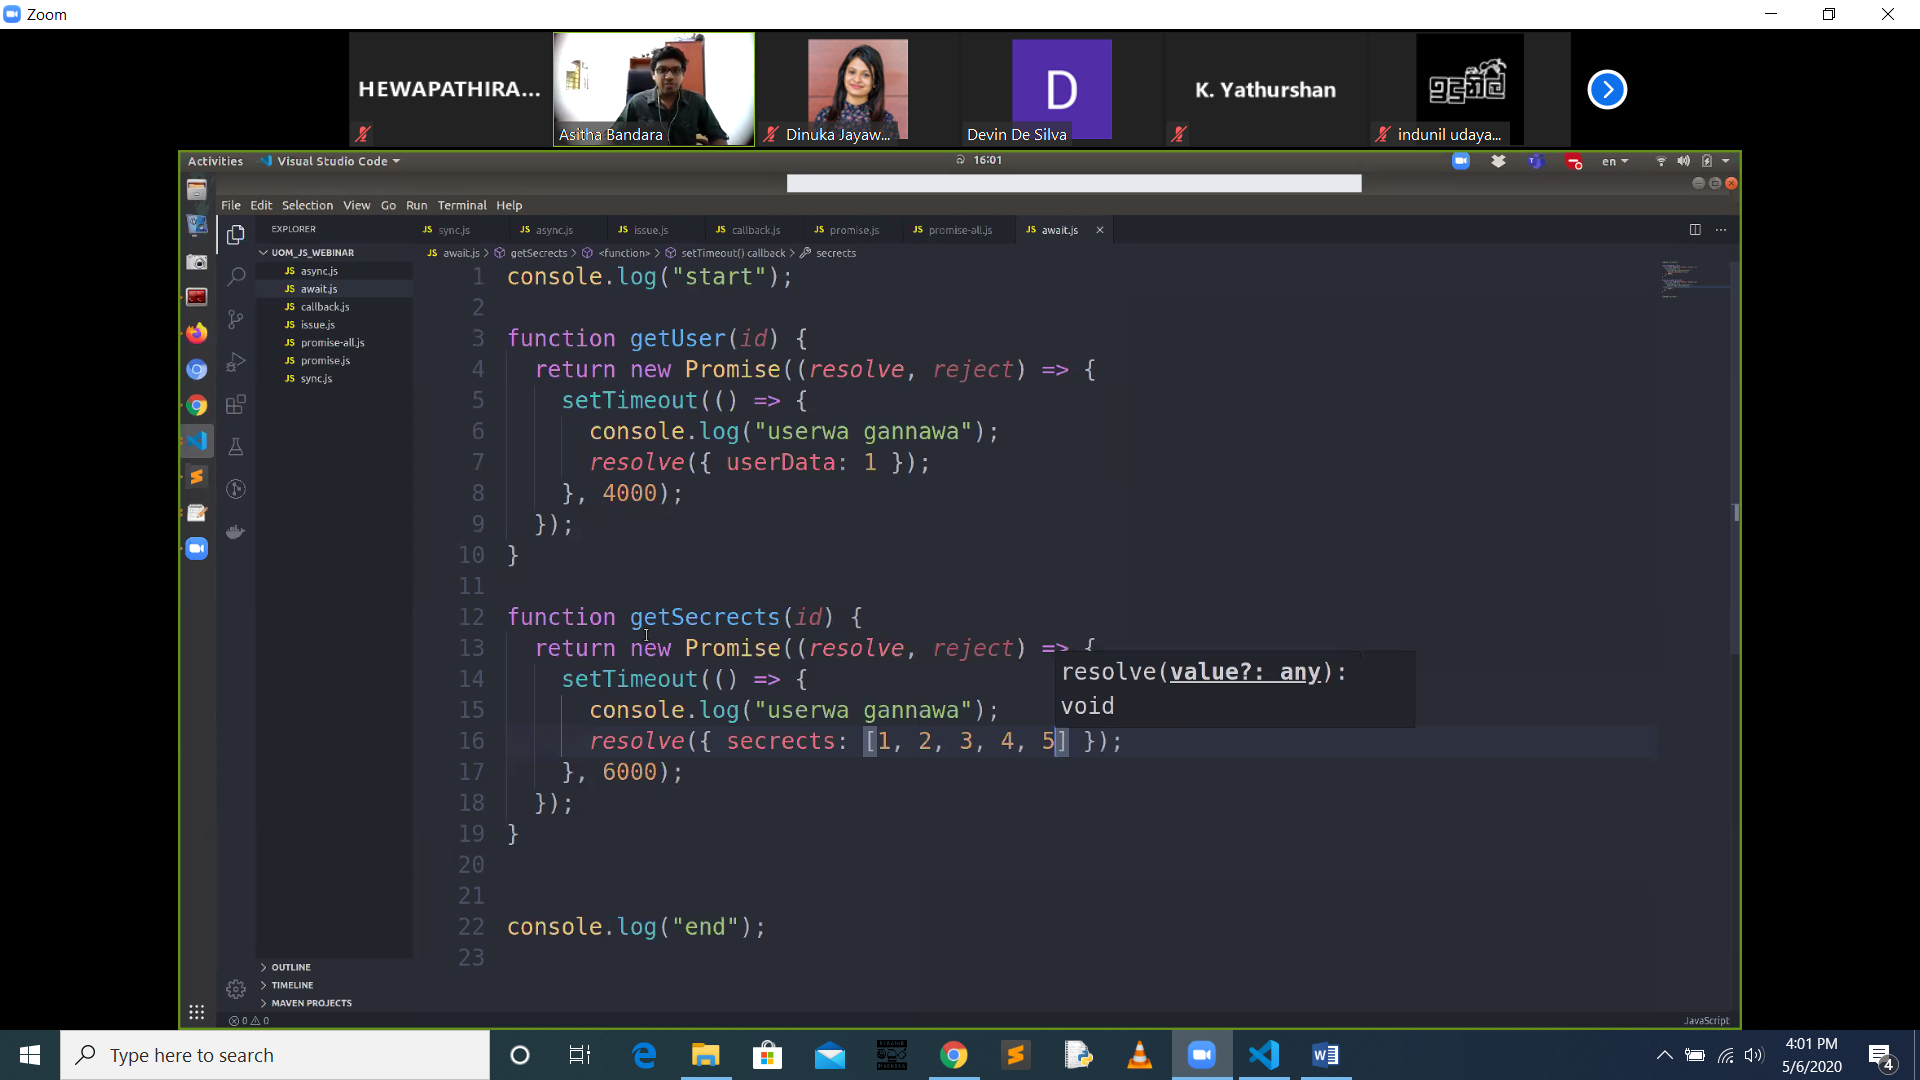 Zoom
HEWAPATHIRA...
Asitha Bandara
Dinuka Jayaw...
D
Devin De Silva
K. Yathurshan
ඉඳුනිල්
indunil udaya...
Activities
Visual Studio Code
16:01
en
File Edit Selection View Go Run Terminal Help
EXPLORER
JS sync.js
JS async.js
JS issue.js
JS callback.js
JS promise.js
JS promise-all.js
JS await.js
UOM_JS_WEBINAR
JS async.js
JS await.js
JS callback.js
JS issue.js
JS promise-all.js
JS promise.js
JS sync.js
OUTLINE
TIMELINE
MAVEN PROJECTS
JS await.js > getSecrects > <function> > setTimeout() callback > secrects
1 console.log("start");
2
3 function getUser(id) {
4 return new Promise((resolve, reject) => {
5 setTimeout(() => {
6 console.log("userwa gannawa");
7 resolve({ userData: 1 });
8 }, 4000);
9 });
10 }
11
12 function getSecrects(id) {
13 return new Promise((resolve, reject) => {
14 setTimeout(() => {
15 console.log("userwa gannawa");
16 resolve({ secrects: [1, 2, 3, 4, 5] });
17 }, 6000);
18 });
19 }
20
21
22 console.log("end");
23
resolve(value?: any):
void
0 0
JavaScript
Type here to search
4:01 PM
5/6/2020
4